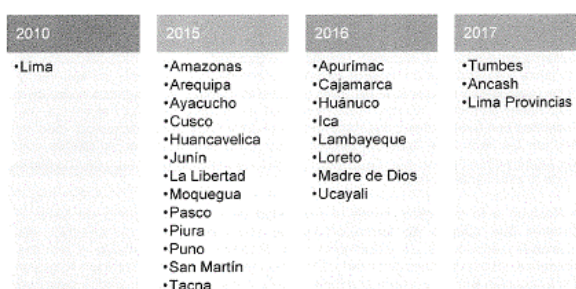 2010
•Lima
2015
•Amazonas
•Arequipa
•Ayacucho
•Cusco
•Huancavelica
•Junín
•La Libertad
•Moquegua
•Pasco
•Piura
•Puno
•San Martín
•Tacna
2016
•Apurímac
•Cajamarca
•Huánuco
•Ica
•Lambayeque
•Loreto
•Madre de Dios
•Ucayali
2017
•Tumbes
•Ancash
•Lima Provincias